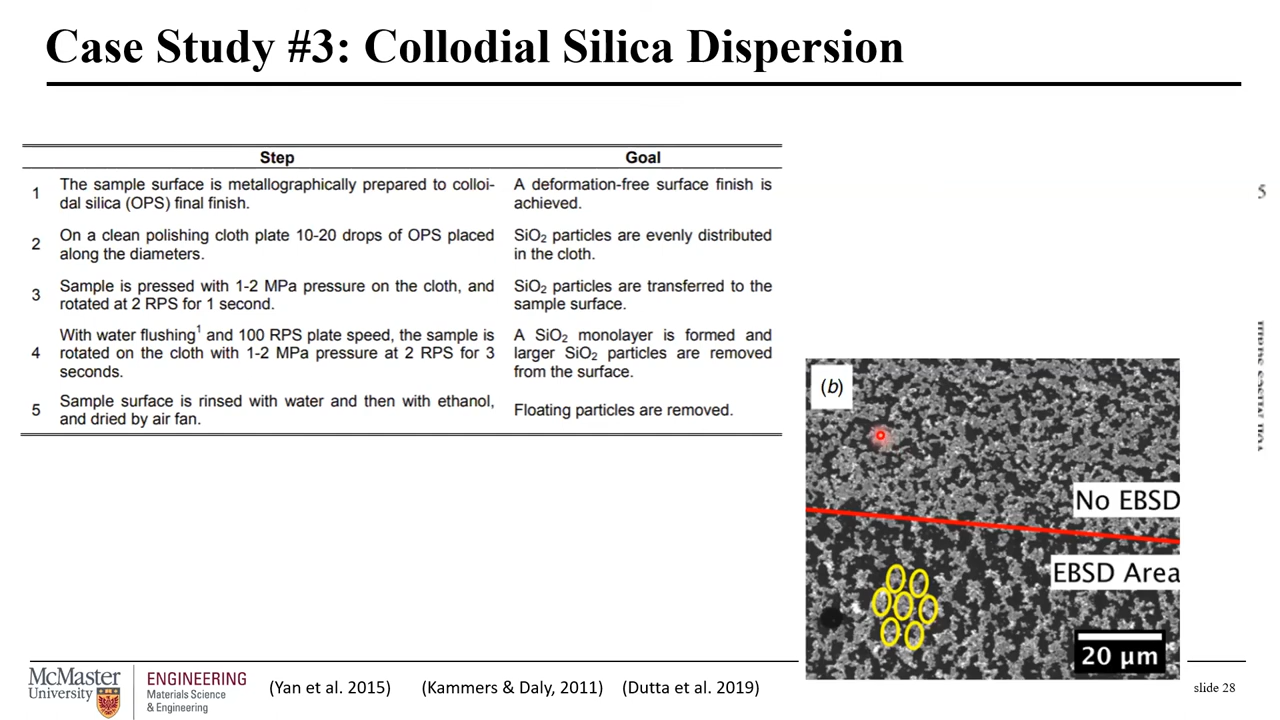 Case Study #3: Collodial Silica Dispersion
Step Goal
1 The sample surface is metallographically prepared to colloi-
dal silica (OPS) final finish.
A deformation-free surface finish is
achieved.
2 On a clean polishing cloth plate 10-20 drops of OPS placed
along the diameters.
SiO2 particles are evenly distributed
in the cloth.
3 Sample is pressed with 1-2 MPa pressure on the cloth, and
rotated at 2 RPS for 1 second.
SiO2 particles are transferred to the
sample surface.
4 With water flushing1 and 100 RPS plate speed, the sample is
rotated on the cloth with 1-2 MPa pressure at 2 RPS for 3
seconds.
A SiO2 monolayer is formed and
larger SiO2 particles are removed
from the surface.
5 Sample surface is rinsed with water and then with ethanol,
and dried by air fan.
Floating particles are removed.
5
(b)
No EBSD
EBSD Area
20 µm
McMaster
University
ENGINEERING
Materials Science
& Engineering
(Yan et al. 2015) (Kammers & Daly, 2011) (Dutta et al. 2019)
slide 28